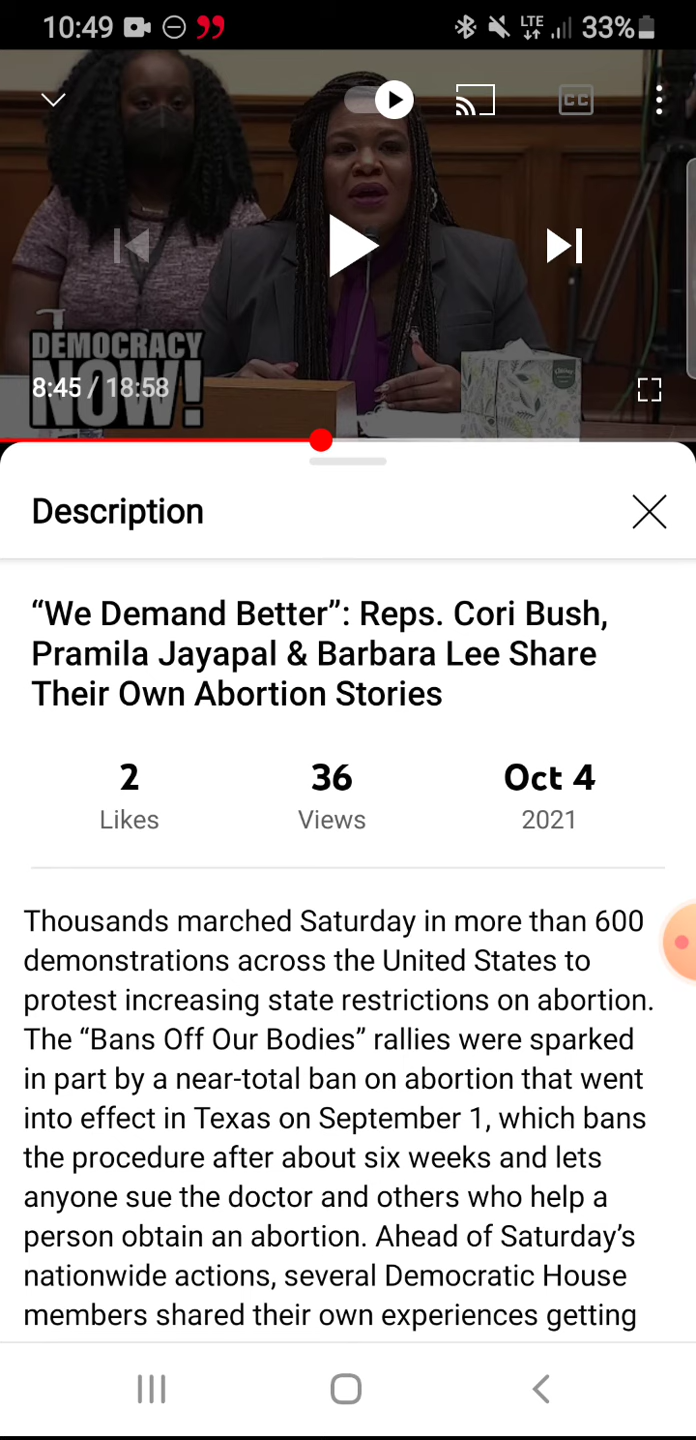 10:49
LTE
33%
CC
DEMOCRACY
NOW!
8:45 / 18:58
Description
“We Demand Better”: Reps. Cori Bush,
Pramila Jayapal & Barbara Lee Share
Their Own Abortion Stories
2 36 Oct 4
Likes Views 2021
Thousands marched Saturday in more than 600
demonstrations across the United States to
protest increasing state restrictions on abortion.
The “Bans Off Our Bodies” rallies were sparked
in part by a near-total ban on abortion that went
into effect in Texas on September 1, which bans
the procedure after about six weeks and lets
anyone sue the doctor and others who help a
person obtain an abortion. Ahead of Saturday’s
nationwide actions, several Democratic House
members shared their own experiences getting